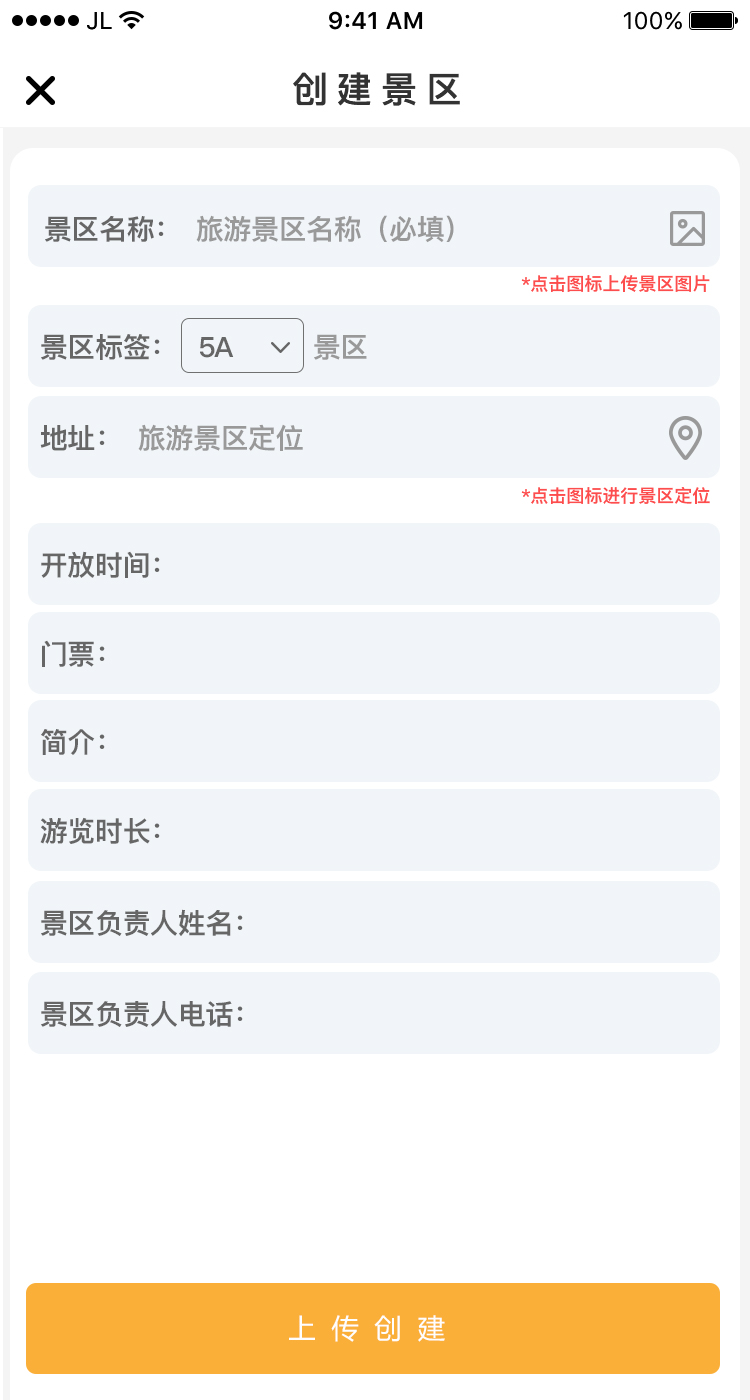 JL 9:41 AM 100%
创建景区
景区名称： 旅游景区名称（必填）
*点击图标上传景区图片
景区标签： 5A 景区
地址： 旅游景区定位
*点击图标进行景区定位
开放时间：
门票：
简介：
游览时长：
景区负责人姓名：
景区负责人电话：
上传创建